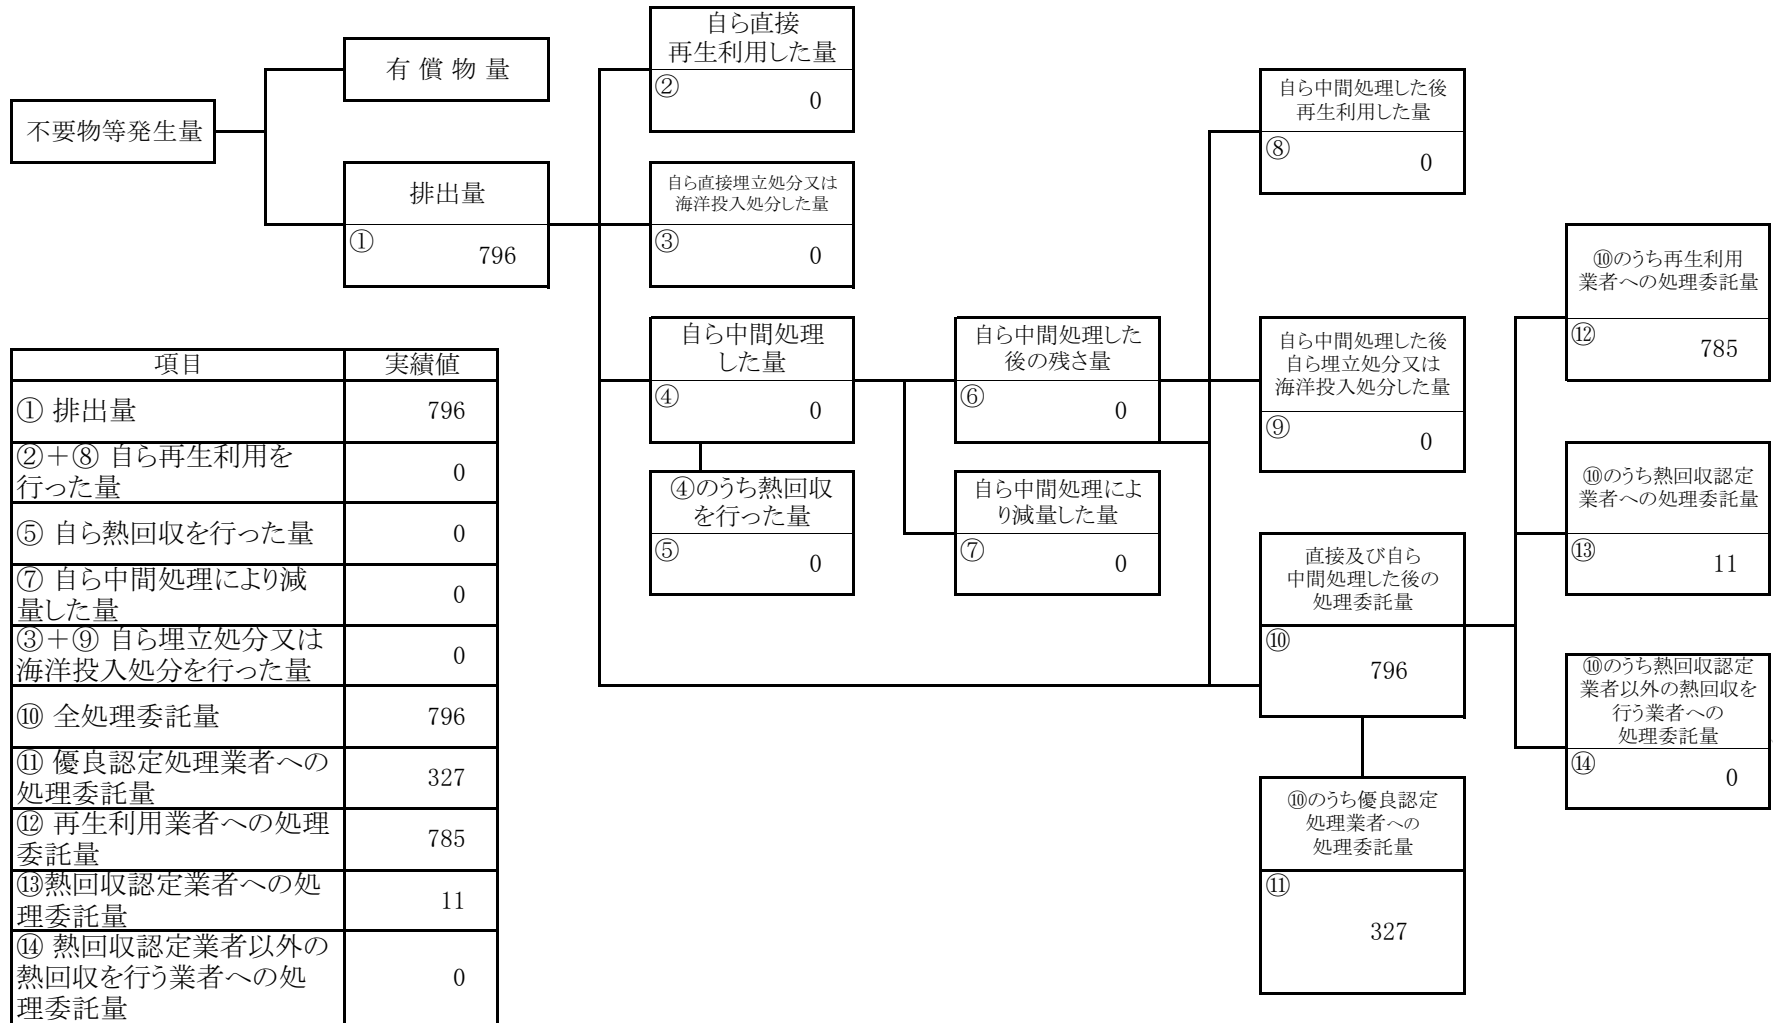 不要物等発生量
有 償 物 量
排出量
①
796
自ら直接
再生利用した量
②
0
自ら直接埋立処分又は
海洋投入処分した量
③
0
自ら中間処理
した量
④
0
④のうち熱回収
を行った量
⑤
0
自ら中間処理した
後の残さ量
⑥
0
自ら中間処理によ
り減量した量
⑦
0
自ら中間処理した後
再生利用した量
⑧
0
自ら中間処理した後
自ら埋立処分又は
海洋投入処分した量
⑨
0
直接及び自ら
中間処理した後の
処理委託量
⑩
796
⑩のうち優良認定
処理業者への
処理委託量
⑪
327
⑩のうち再生利用
業者への処理委託量
⑫
785
⑩のうち熱回収認定
業者への処理委託量
⑬
11
⑩のうち熱回収認定
業者以外の熱回収を
行う業者への
処理委託量
⑭
0
項目 実績値
① 排出量 796
②＋⑧ 自ら再生利用を
行った量 0
⑤ 自ら熱回収を行った量 0
⑦ 自ら中間処理により減
量した量 0
③＋⑨ 自ら埋立処分又は
海洋投入処分を行った量 0
⑩ 全処理委託量 796
⑪ 優良認定処理業者への
処理委託量 327
⑫ 再生利用業者への処理
委託量 785
⑬熱回収認定業者への処
理委託量 11
⑭ 熱回収認定業者以外の
熱回収を行う業者への処
理委託量 0